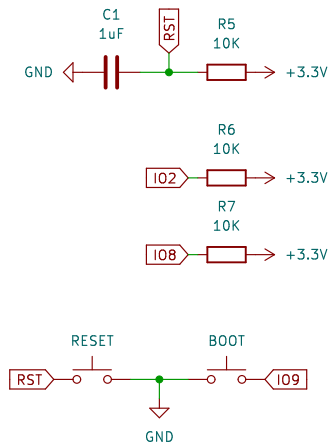 C1
1uF
RST
R5
10K
GND
+3.3V
R6
10K
IO2
+3.3V
R7
10K
IO8
+3.3V
RESET
BOOT
RST
IO9
GND